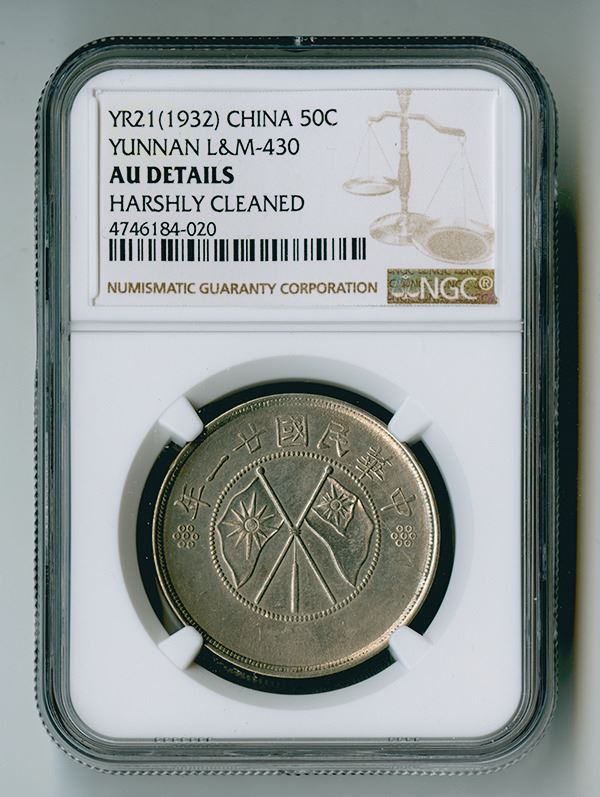 YR21(1932) CHINA 50C
YUNNAN L&M-430
AU DETAILS
HARSHLY CLEANED
4746184-020
NUMISMATIC GUARANTY CORPORATION
NGC®
中華民國廿一年